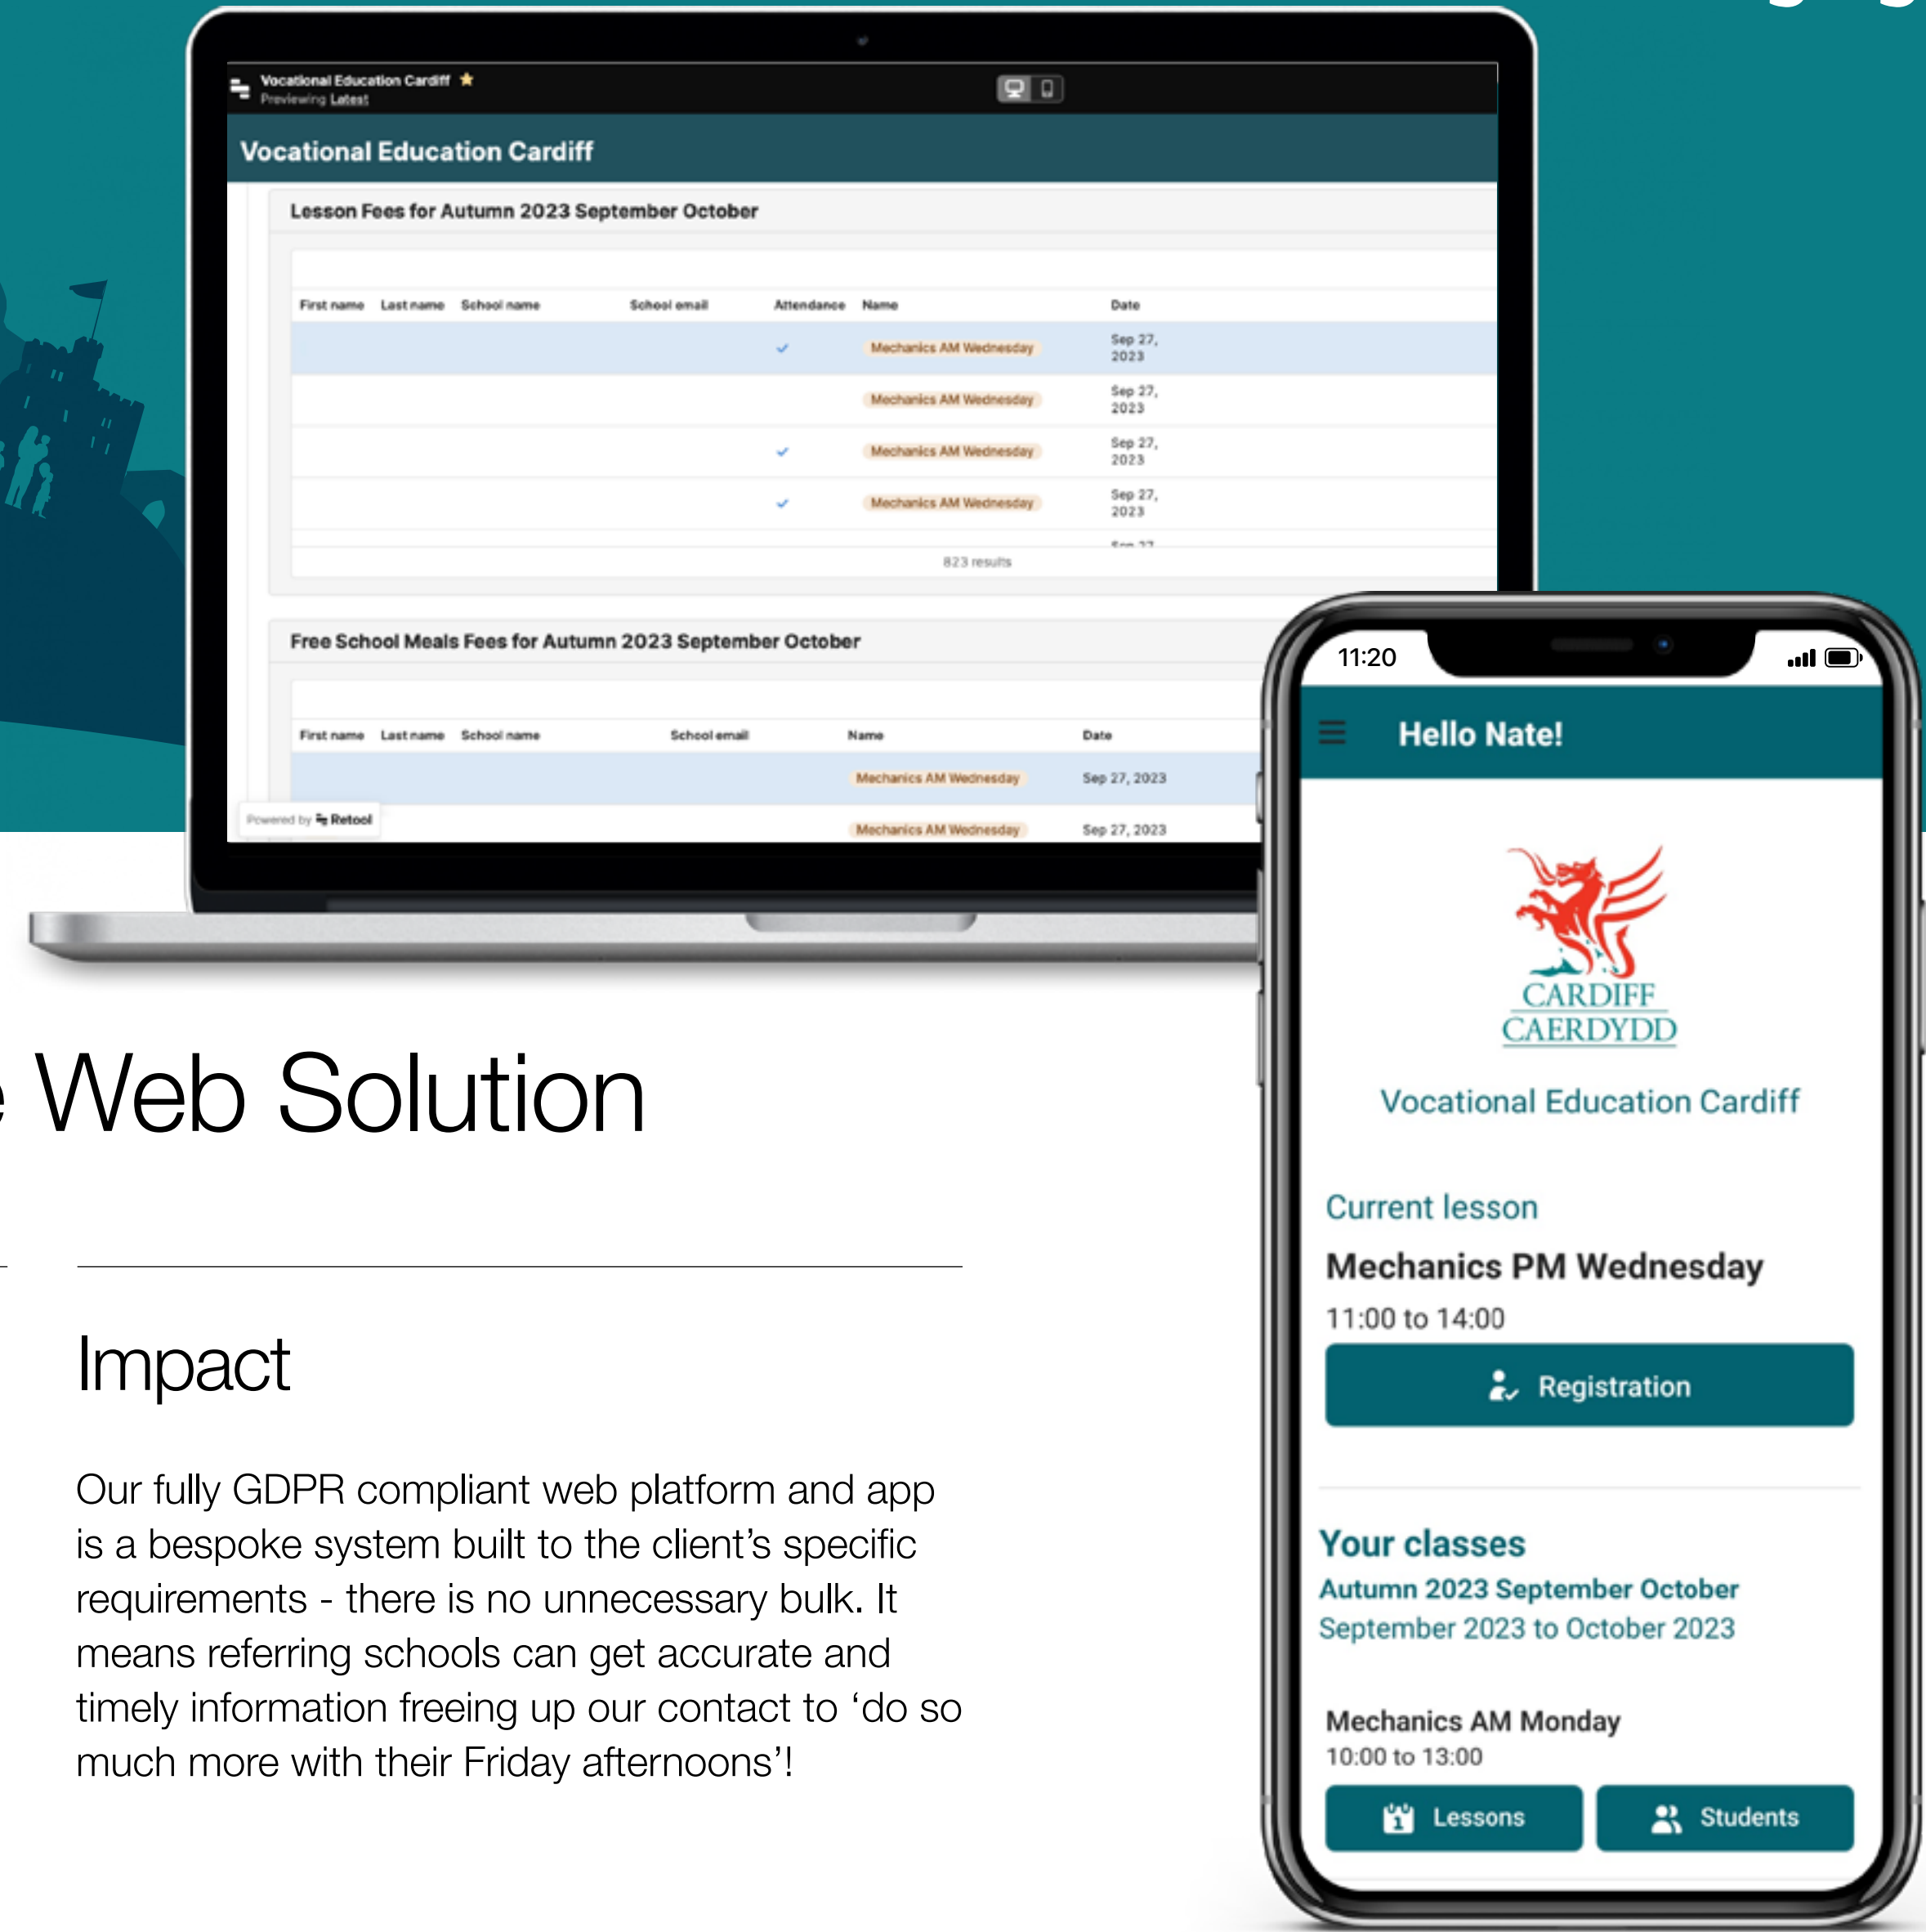 Vocational Education Cardiff
Previewing Latest
Vocational Education Cardiff
Lesson Fees for Autumn 2023 September October
First name Last name School name School email Attendance Name Date
Mechanics AM Wednesday Sep 27, 2023
Mechanics AM Wednesday Sep 27, 2023
Mechanics AM Wednesday Sep 27, 2023
Mechanics AM Wednesday Sep 27, 2023
823 results
Free School Meals Fees for Autumn 2023 September October
First name Last name School name School email Name Date
Mechanics AM Wednesday Sep 27, 2023
Mechanics AM Wednesday Sep 27, 2023
Powered by Retool
11:20
Hello Nate!
CARDIFF
CAERDYDD
Vocational Education Cardiff
Current lesson
Mechanics PM Wednesday
11:00 to 14:00
Registration
Your classes
Autumn 2023 September October
September 2023 to October 2023
Mechanics AM Monday
10:00 to 13:00
Lessons Students
Web Solution
Impact
Our fully GDPR compliant web platform and app
is a bespoke system built to the client’s specific
requirements - there is no unnecessary bulk. It
means referring schools can get accurate and
timely information freeing up our contact to ‘do so
much more with their Friday afternoons’!